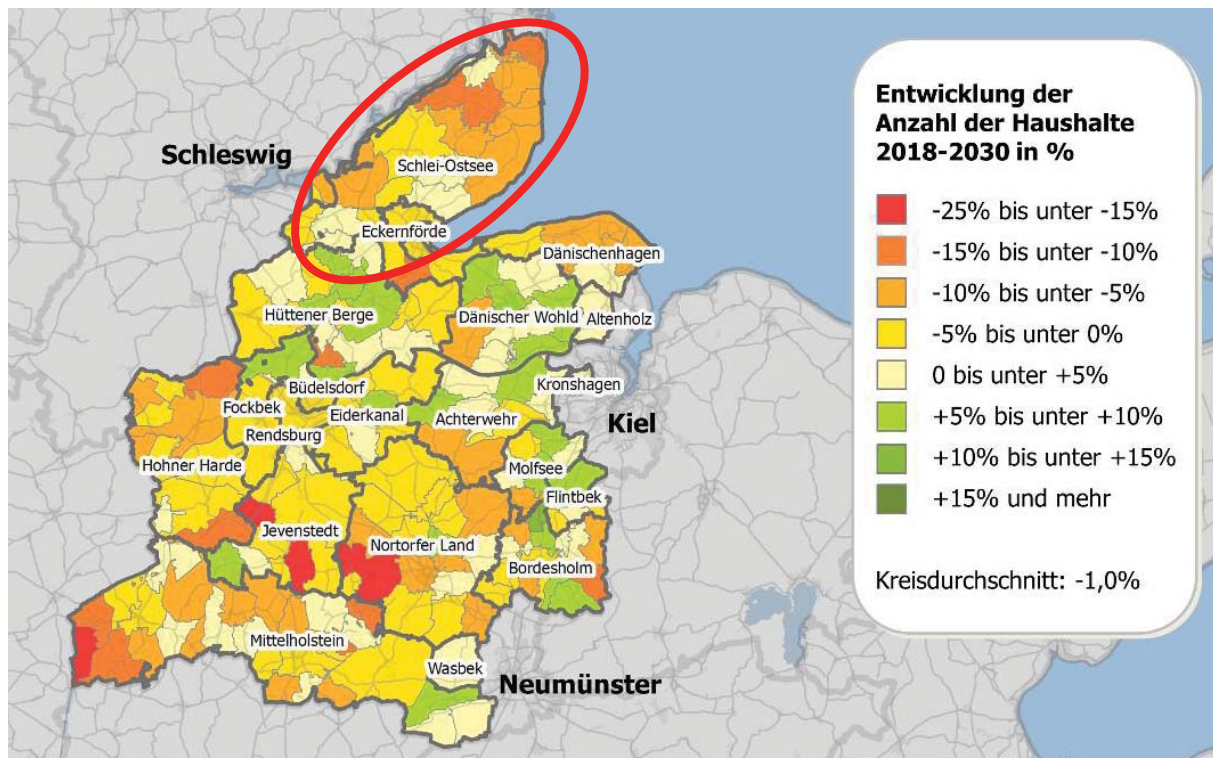 Entwicklung der
Anzahl der Haushalte
2018-2030 in %
-25% bis unter -15%
-15% bis unter -10%
-10% bis unter -5%
-5% bis unter 0%
0 bis unter +5%
+5% bis unter +10%
+10% bis unter +15%
+15% und mehr
Kreisdurchschnitt: -1,0%
Schleswig
Schlei-Ostsee
Eckernförde
Dänischenhagen
Hüttener Berge
Dänischer Wohld
Altenholz
Büdelsdorf
Kronshagen
Fockbek
Eiderkanal
Achterwehr
Kiel
Rendsburg
Hohner Harde
Molfsee
Flintbek
Jevenstedt
Nortorfer Land
Bordesholm
Mittelholstein
Wasbek
Neumünster